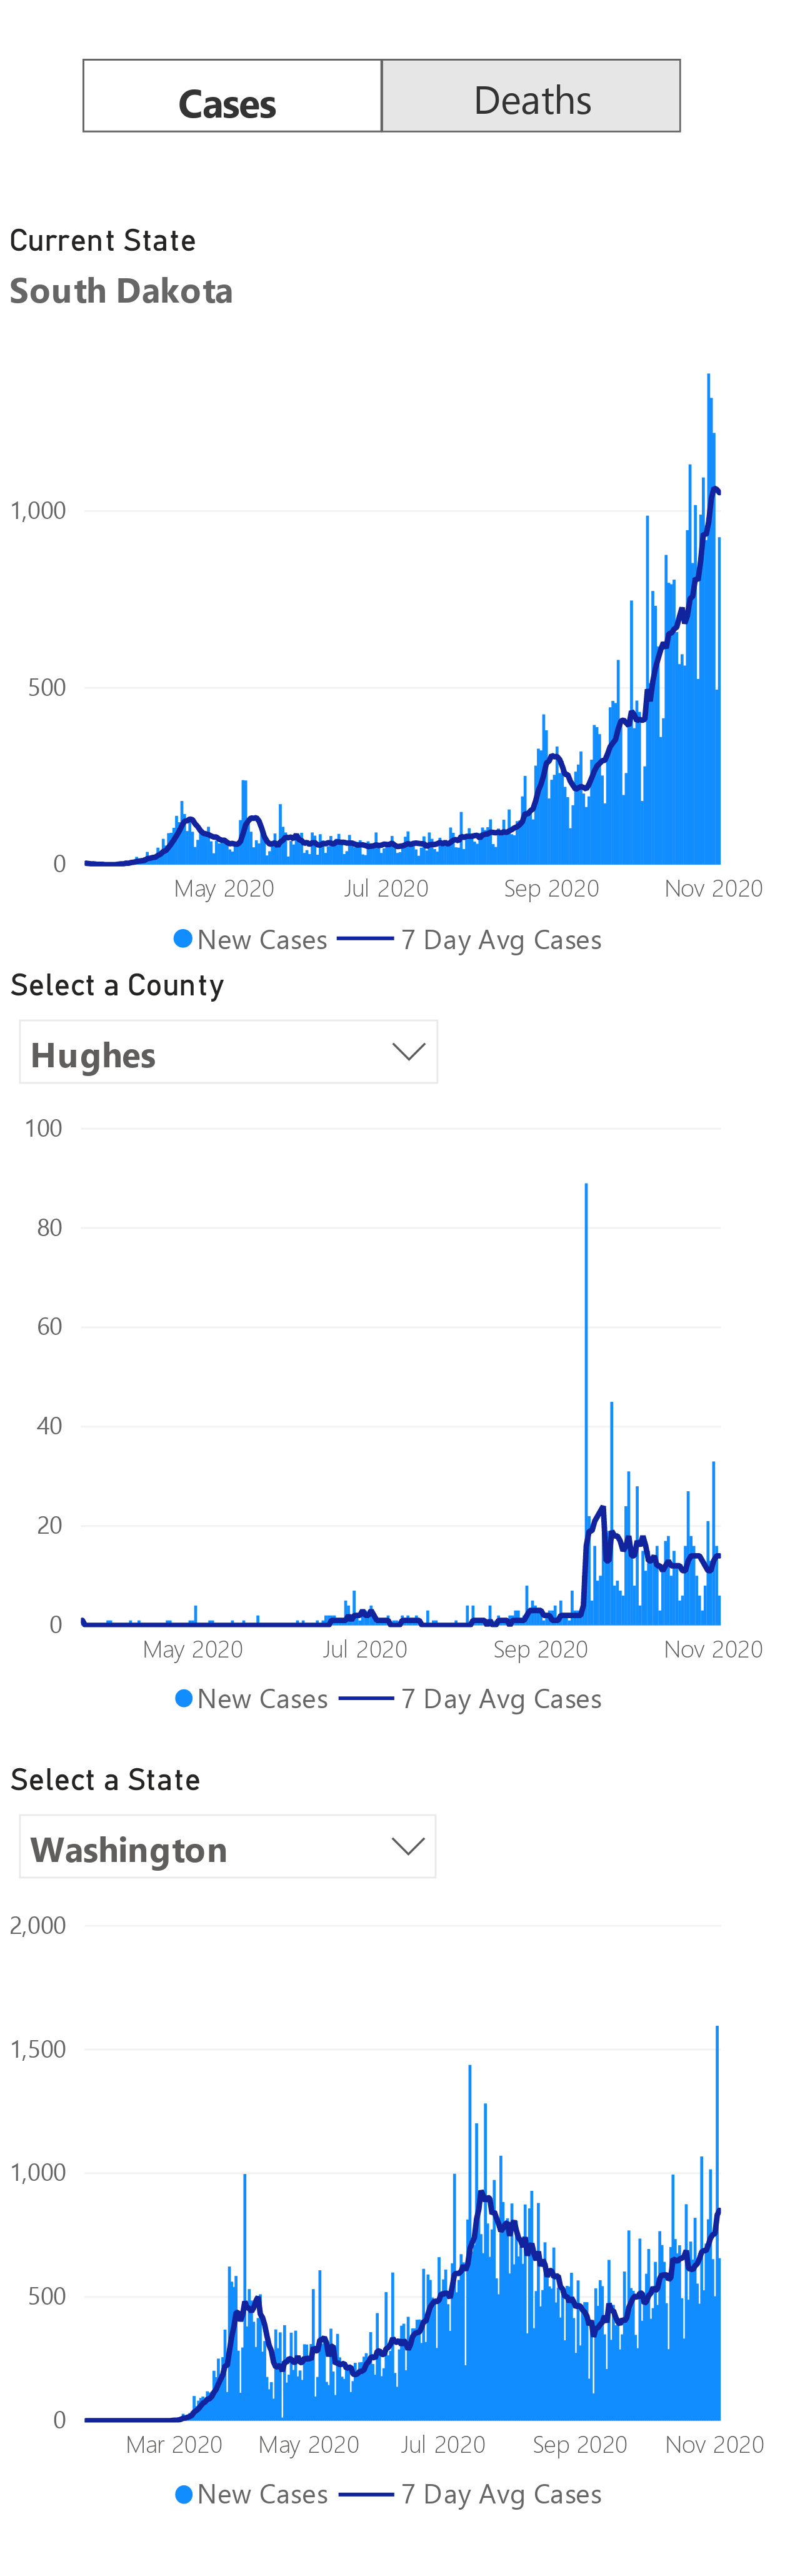 Cases Deaths
Current State
South Dakota
1,000
500
0
May 2020 Jul 2020 Sep 2020 Nov 2020
New Cases 7 Day Avg Cases
Select a County
Hughes
100
80
60
40
20
0
May 2020 Jul 2020 Sep 2020 Nov 2020
New Cases 7 Day Avg Cases
Select a State
Washington
2,000
1,500
1,000
500
0
Mar 2020 May 2020 Jul 2020 Sep 2020 Nov 2020
New Cases 7 Day Avg Cases